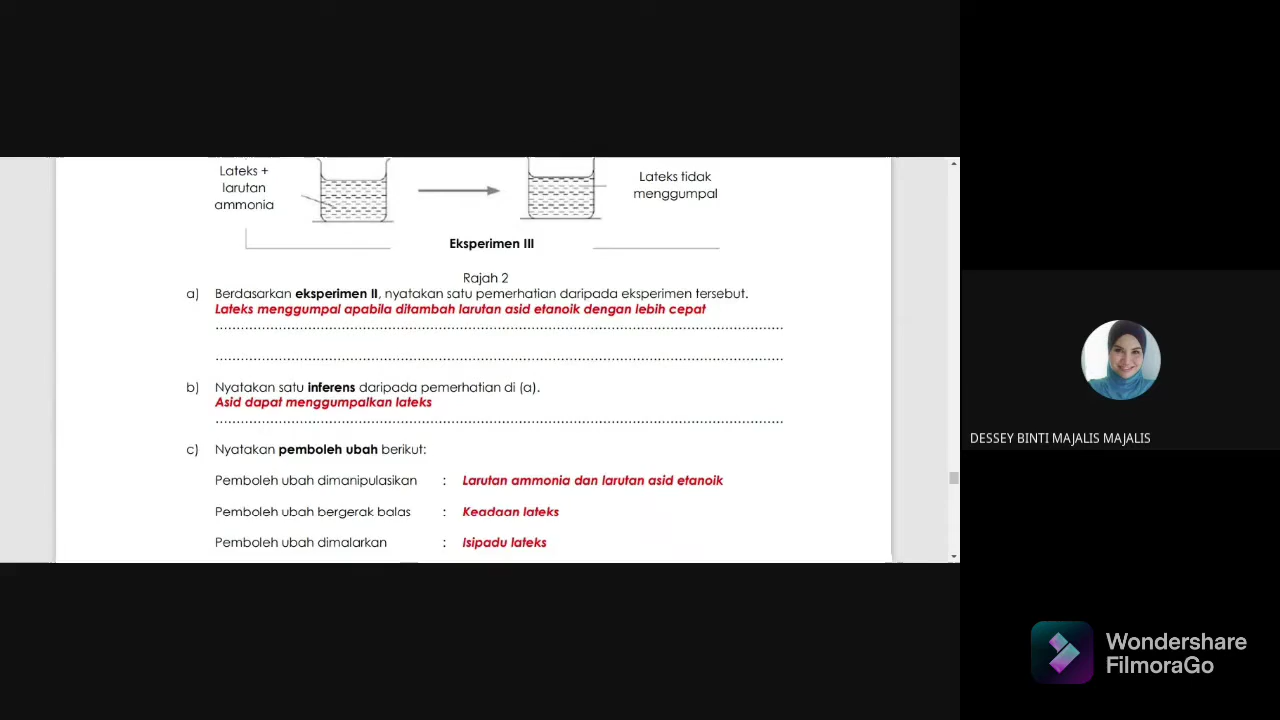 Lateks +
larutan
ammonia
Lateks tidak
menggumpal
Eksperimen III
Rajah 2
a) Berdasarkan eksperimen II, nyatakan satu pemerhatian daripada eksperimen tersebut.
Lateks menggumpal apabila ditambah larutan asid etanoik dengan lebih cepat
b) Nyatakan satu inferens daripada pemerhatian di (a).
Asid dapat menggumpalkan lateks
c) Nyatakan pemboleh ubah berikut:
Pemboleh ubah dimanipulasikan : Larutan ammonia dan larutan asid etanoik
Pemboleh ubah bergerak balas : Keadaan lateks
Pemboleh ubah dimalarkan : Isipadu lateks
DESSEY BINTI MAJALIS MAJALIS
Wondershare
FilmoraGo